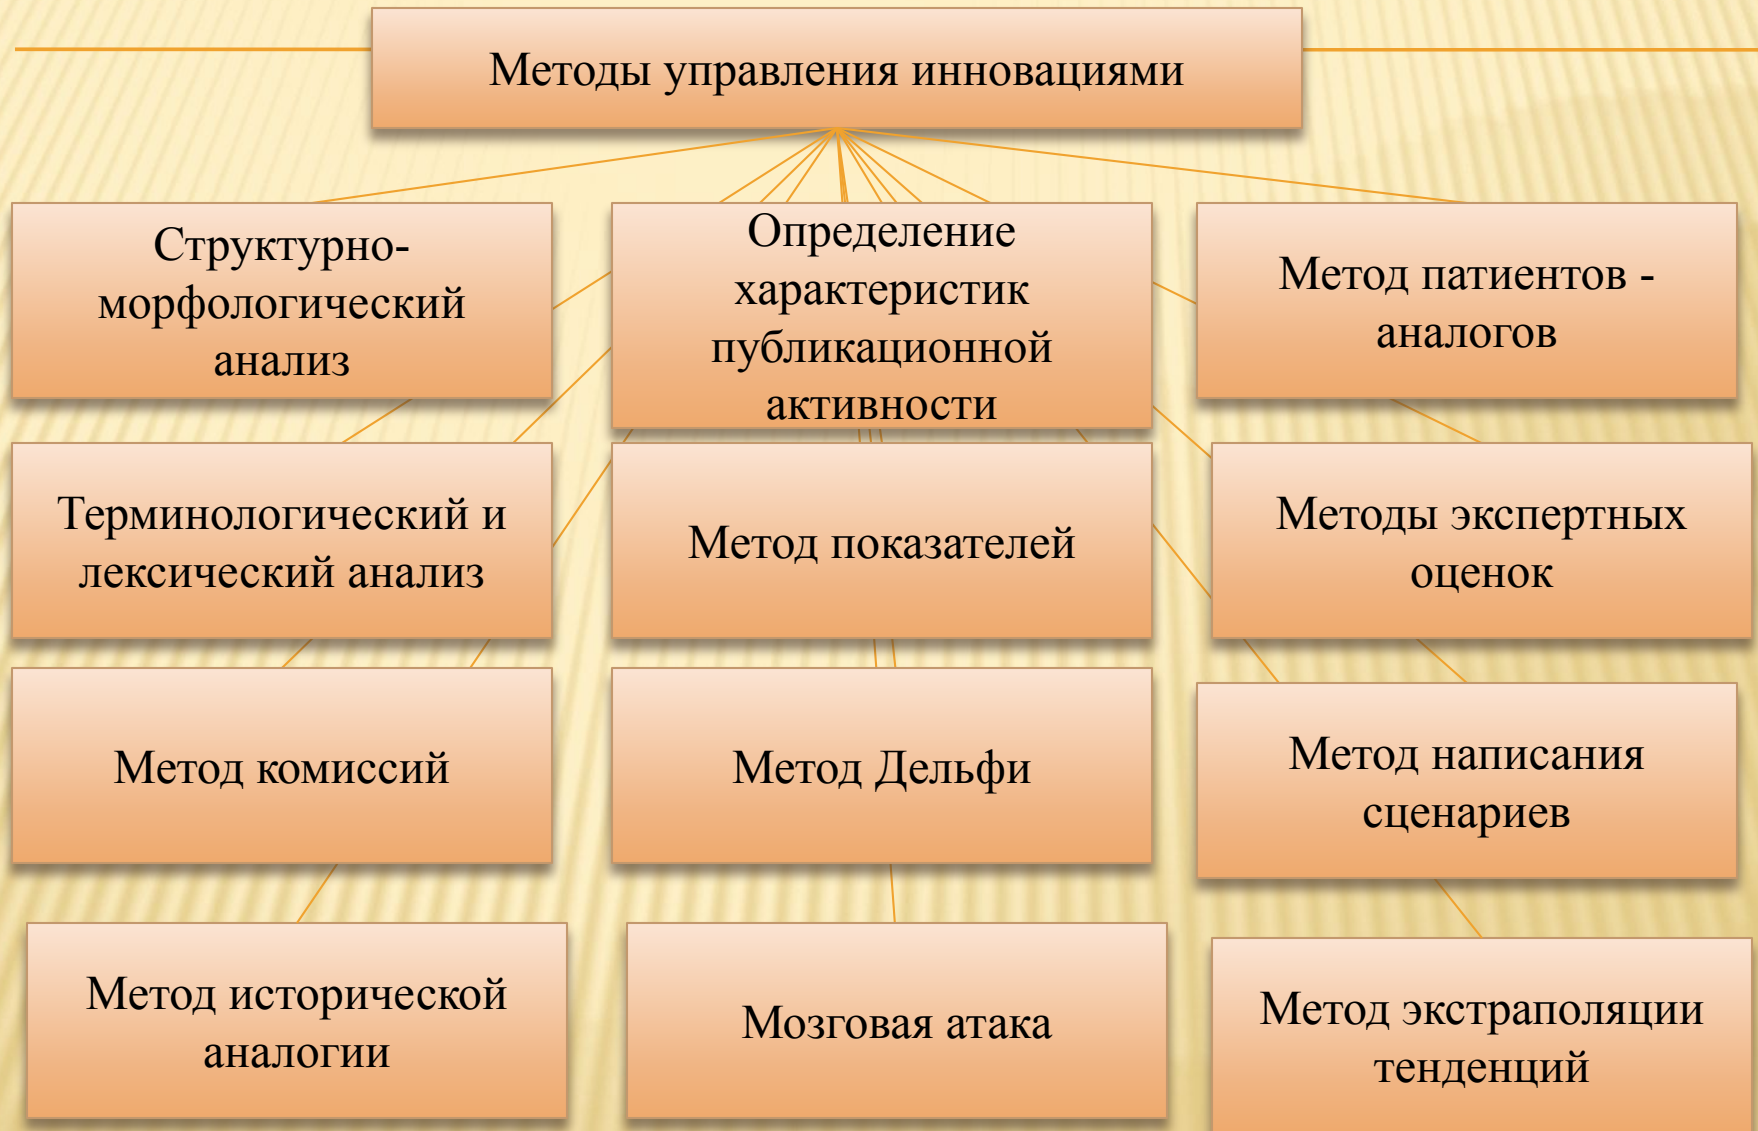 Методы управления инновациями
Структурно-
морфологический
анализ
Определение
характеристик
публикационной
активности
Метод патиентов -
аналогов
Терминологический и
лексический анализ
Метод показателей
Методы экспертных
оценок
Метод комиссий
Метод Дельфи
Метод написания
сценариев
Метод исторической
аналогии
Мозговая атака
Метод экстраполяции
тенденций